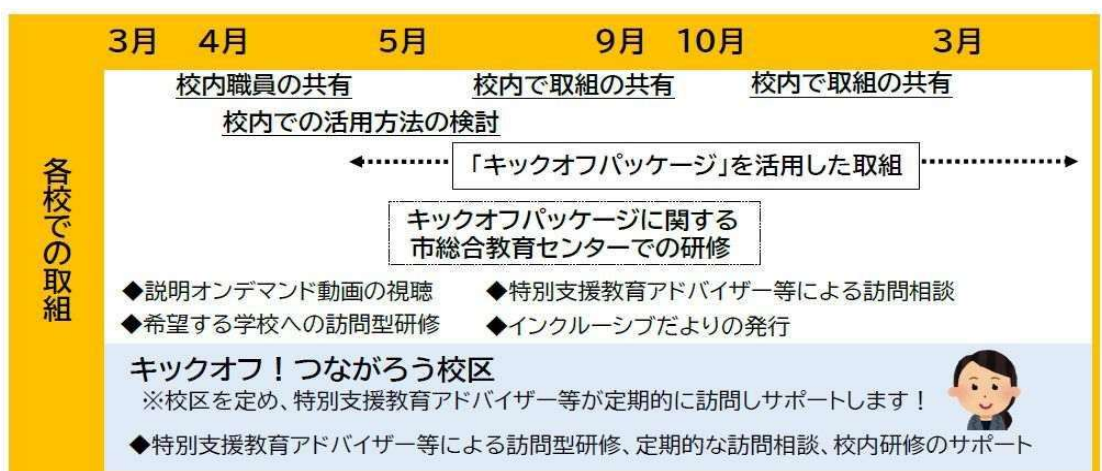 3月 4月 5月 9月 10月 3月
各校での取組
校内職員の共有 校内で取組の共有 校内で取組の共有
校内での活用方法の検討
「キックオフパッケージ」を活用した取組
キックオフパッケージに関する
市総合教育センターでの研修
◆説明オンデマンド動画の視聴 ◆特別支援教育アドバイザー等による訪問相談
◆希望する学校への訪問型研修 ◆インクルーシブだよりの発行
キックオフ！つながろう校区
※校区を定め、特別支援教育アドバイザー等が定期的に訪問しサポートします！
◆特別支援教育アドバイザー等による訪問型研修、定期的な訪問相談、校内研修のサポート